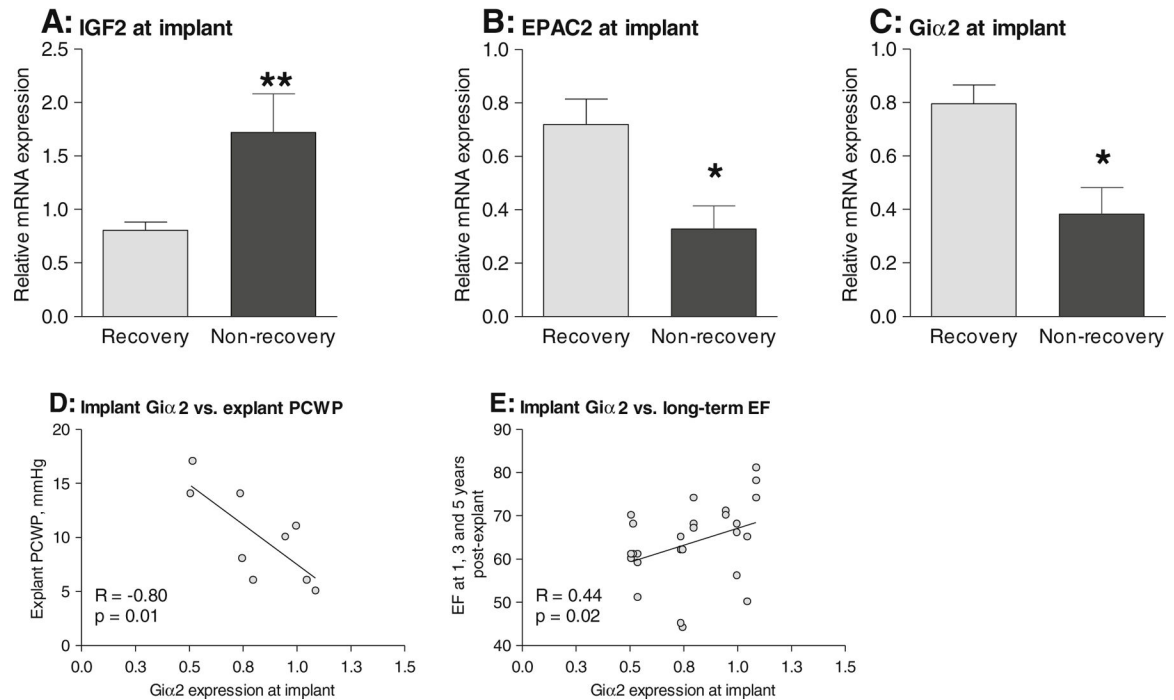 A: IGF2 at implant
Relative mRNA expression
2.5
2.0
1.5
1.0
0.5
0.0
**
Recovery Non-recovery
B: EPAC2 at implant
Relative mRNA expression
1.0
0.8
0.6
0.4
0.2
0.0
*
Recovery Non-recovery
C: Giα2 at implant
Relative mRNA expression
1.0
0.8
0.6
0.4
0.2
0.0
*
Recovery Non-recovery
D: Implant Giα2 vs. explant PCWP
Explant PCWP, mmHg
20
15
10
5
0
R = -0.80
p = 0.01
0.0 0.3 0.5 0.8 1.0 1.3 1.5
Giα2 expression at implant
E: Implant Giα2 vs. long-term EF
EF at 1, 3 and 5 years
post-explant
90
80
70
60
50
40
R = 0.44
p = 0.02
0.0 0.3 0.5 0.8 1.0 1.3 1.5
Giα2 expression at implant